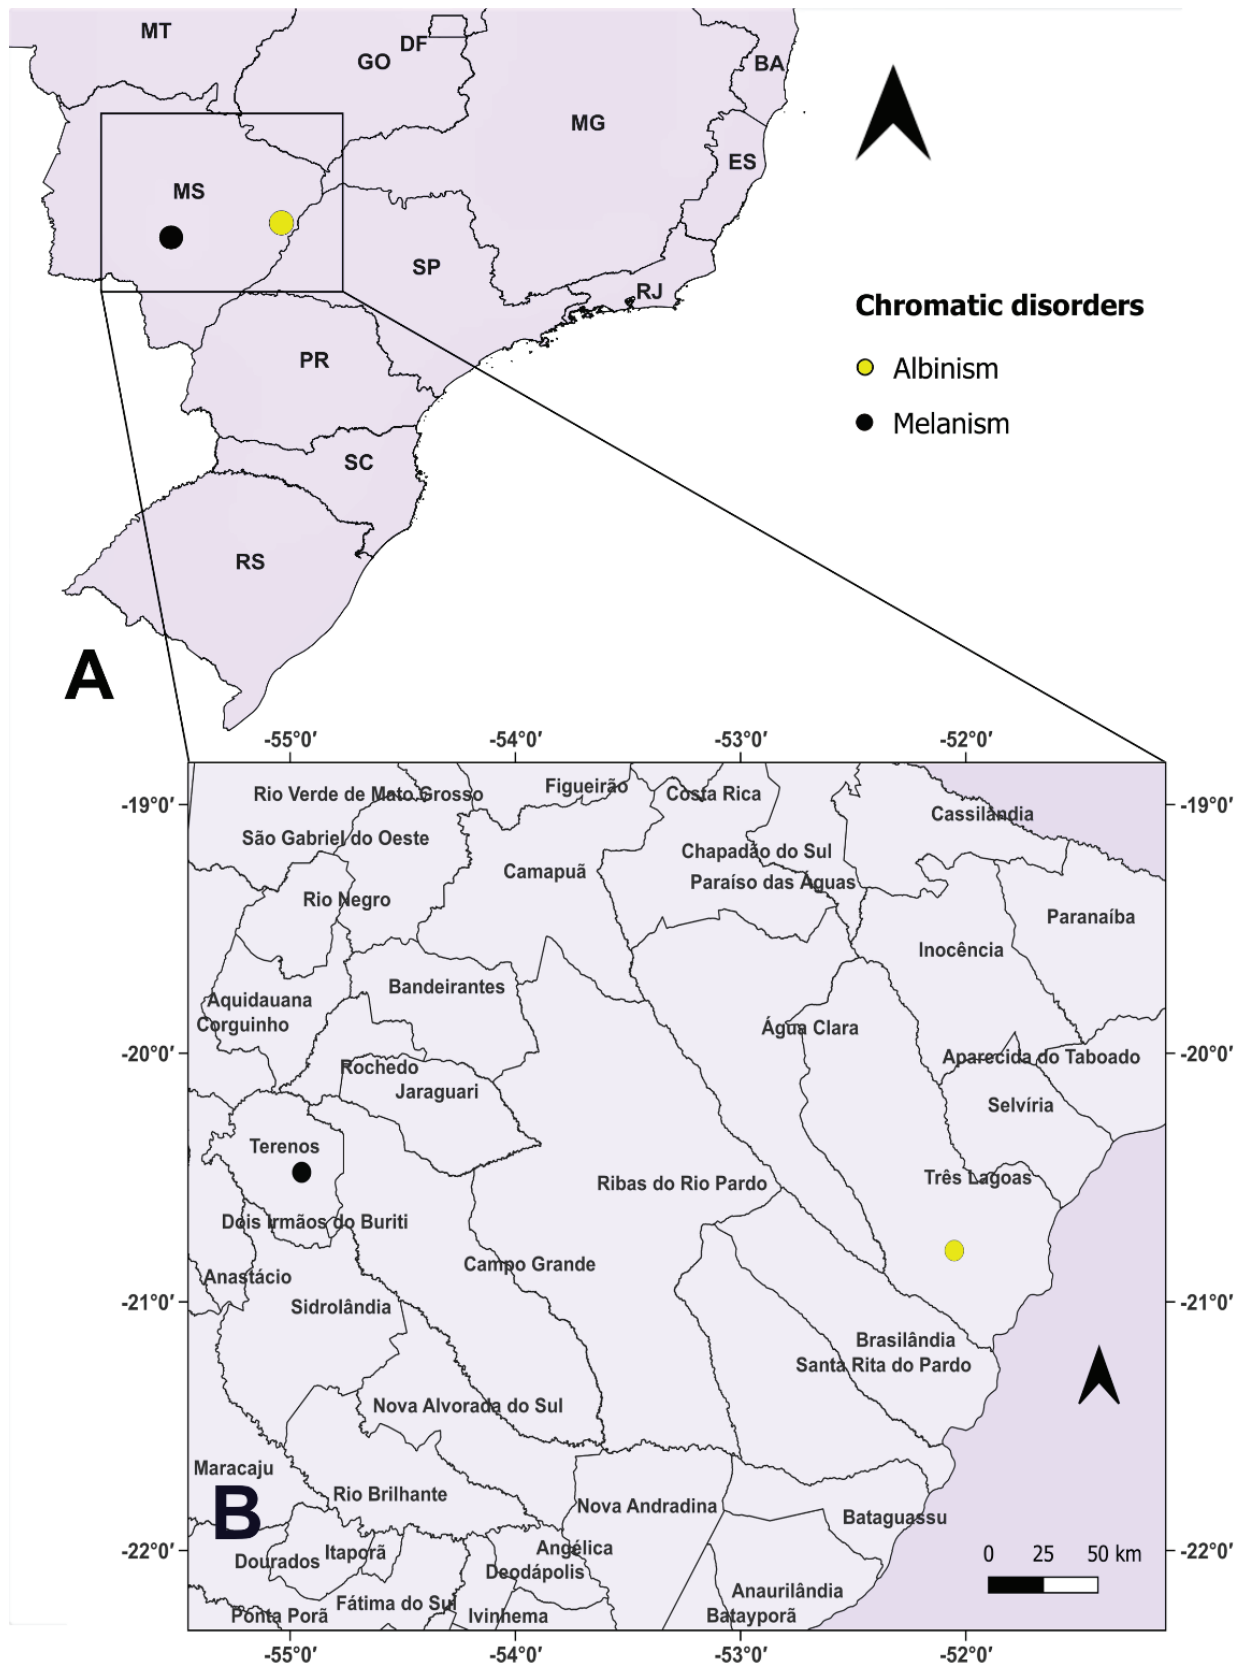 MT
DF
GO
BA
MG
ES
MS
SP
RJ
PR
SC
RS
Chromatic disorders
Albinism
Melanism
A
-55°0′ -54°0′ -53°0′ -52°0′
-19°0′ -19°0′
Rio Verde de Mato Grosso
Figueirão
Costa Rica
Cassilândia
São Gabriel do Oeste
Chapadão do Sul
Camapuã
Paraíso das Águas
Rio Negro
Paranaíba
Inocência
Bandeirantes
Aquidauana
Corguinho
Água Clara
-20°0′ -20°0′
Aparecida do Taboado
Rochedo
Jaraguari
Selvíria
Terenos
Três Lagoas
Ribas do Rio Pardo
Dois Irmãos do Buriti
Campo Grande
Anastácio
-21°0′ -21°0′
Sidrolândia
Brasilândia
Santa Rita do Pardo
Nova Alvorada do Sul
Maracaju
Rio Brilhante
B
Nova Andradina
Bataguassu
-22°0′ -22°0′
Angélica
Itaporã
Dourados
Deodápolis
0 25 50 km
Anaurilândia
Fátima do Sul
Ponta Porã
Ivinhema
Batayporã
-55°0′ -54°0′ -53°0′ -52°0′